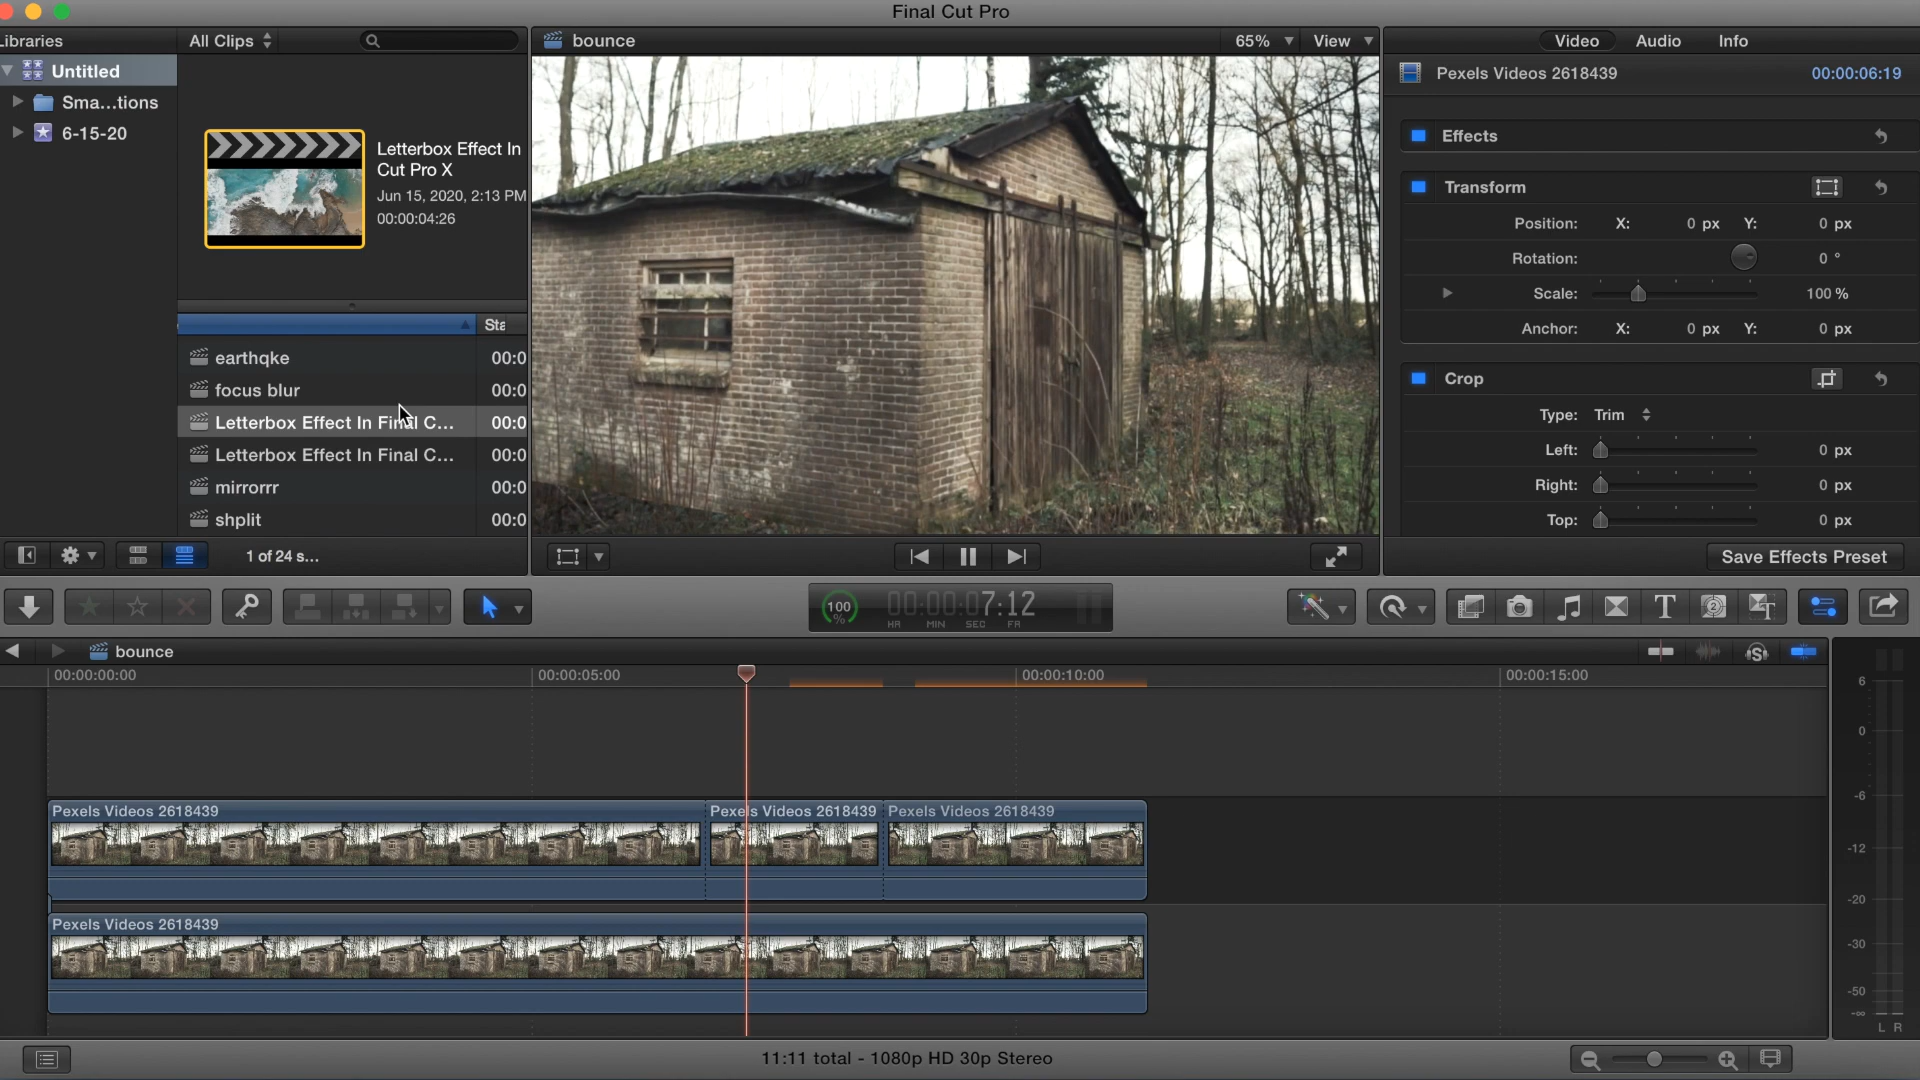 Final Cut Pro
Libraries
All Clips
bounce
65%
View
Video
Audio
Info
Untitled
Sma...tions
6-15-20
Letterbox Effect In
Cut Pro X
Jun 15, 2020, 2:13 PM
00:00:04:26
Pexels Videos 2618439
00:00:06:19
Effects
Transform
Position: X: 0 px Y: 0 px
Rotation: 0 °
Scale: 100 %
Anchor: X: 0 px Y: 0 px
Crop
Type: Trim
Left: 0 px
Right: 0 px
Top: 0 px
Save Effects Preset
Sta
earthqke 00:0
focus blur 00:0
Letterbox Effect In Final C... 00:0
Letterbox Effect In Final C... 00:0
mirrorrr 00:0
shplit 00:0
1 of 24 s...
100 %
00:00:07:12
HR MIN SEC FR
bounce
00:00:00:00
00:00:05:00
00:00:10:00
00:00:15:00
Pexels Videos 2618439
Pexels Videos 2618439
Pexels Videos 2618439
Pexels Videos 2618439
6
0
-6
-12
-20
-30
-50
-∞
L R
11:11 total - 1080p HD 30p Stereo